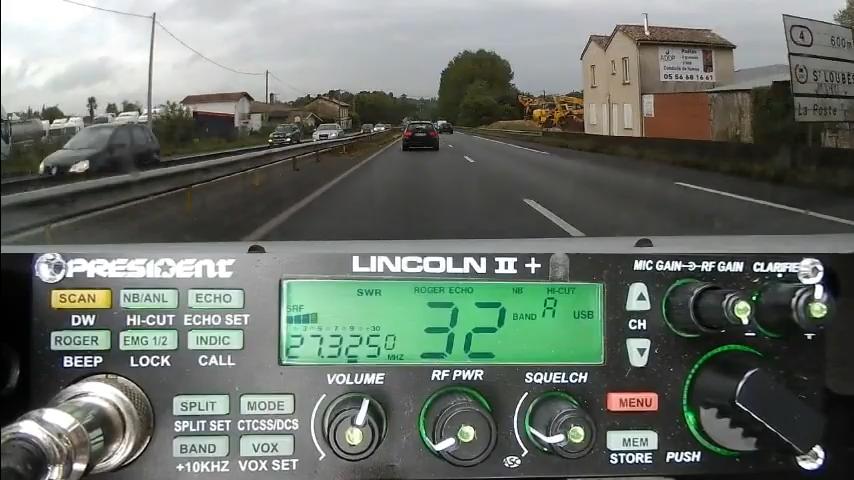 4 600m
ST LOUBES
La Poste
ADDP
05 56 68 16 61
PRESIDENT
LINCOLN II +
MIC GAIN RF GAIN CLARIFIER
SCAN NB/ANL ECHO
DW HI-CUT ECHO SET
ROGER EMG 1/2 INDIC
BEEP LOCK CALL
SWR ROGER ECHO NB HI-CUT
SRF
32 BAND A USB
27.3250 MHZ
CH
VOLUME RF PWR SQUELCH
SPLIT MODE
SPLIT SET CTCSS/DCS
BAND VOX
+10KHZ VOX SET
MENU
MEM
STORE PUSH